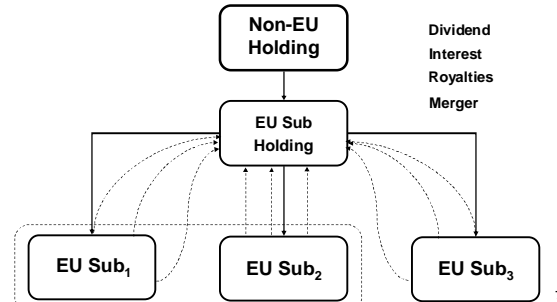 Non-EU
Holding
Dividend
Interest
Royalties
Merger
EU Sub
Holding
EU Sub₁
EU Sub₂
EU Sub₃